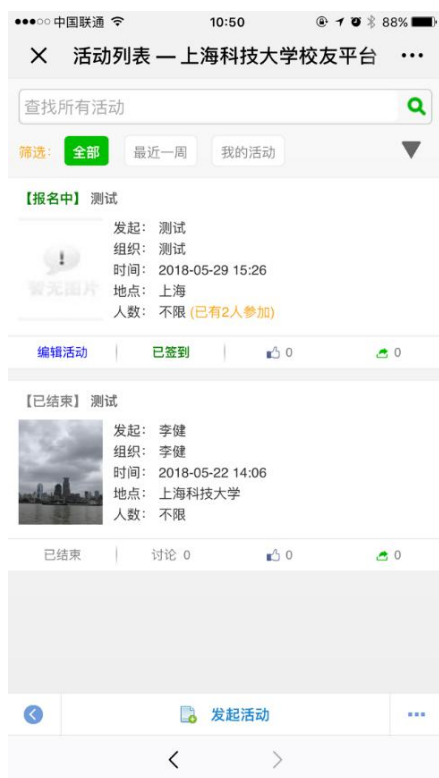 中国联通 10:50 88%
活动列表 — 上海科技大学校友平台
查找所有活动
筛选: 全部 最近一周 我的活动
【报名中】 测试
暂无图片
发起: 测试
组织: 测试
时间: 2018-05-29 15:26
地点: 上海
人数: 不限 (已有2人参加)
编辑活动 已签到 0 0
【已结束】 测试
发起: 李健
组织: 李健
时间: 2018-05-22 14:06
地点: 上海科技大学
人数: 不限
已结束 讨论 0 0 0
发起活动